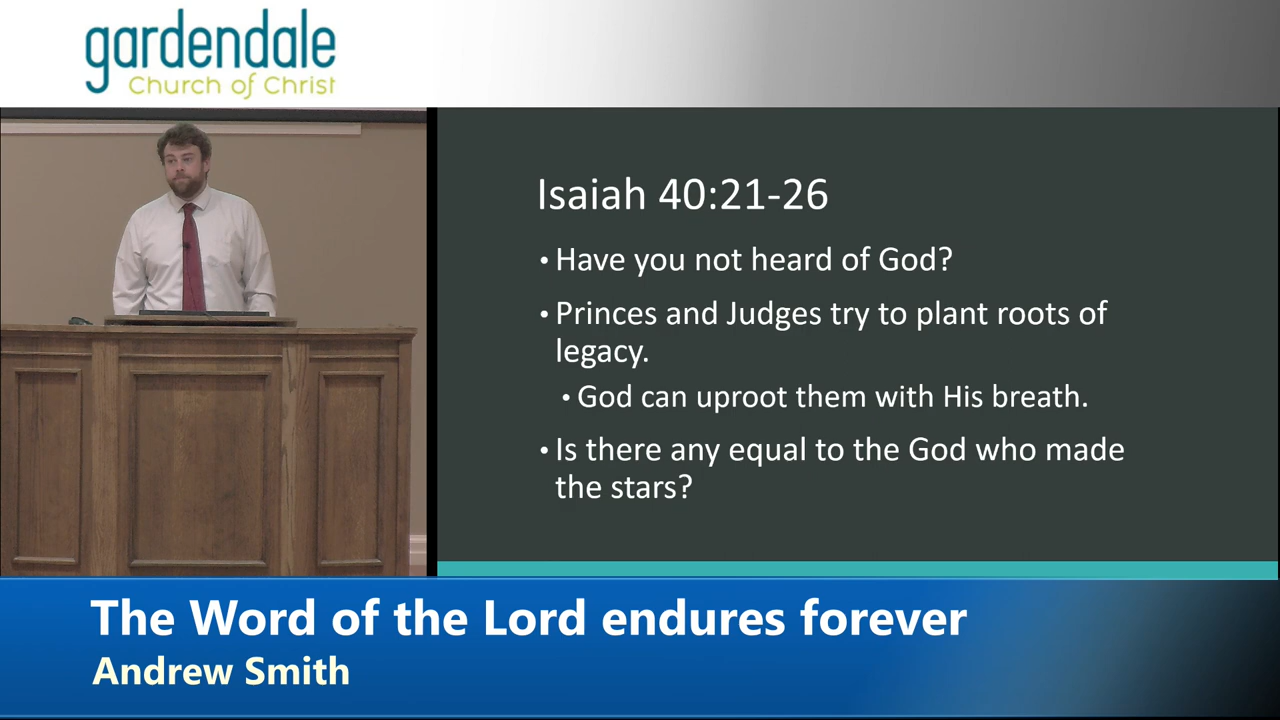 gardendale
Church of Christ
Isaiah 40:21-26
• Have you not heard of God?
• Princes and Judges try to plant roots of
legacy.
• God can uproot them with His breath.
• Is there any equal to the God who made
the stars?
The Word of the Lord endures forever
Andrew Smith